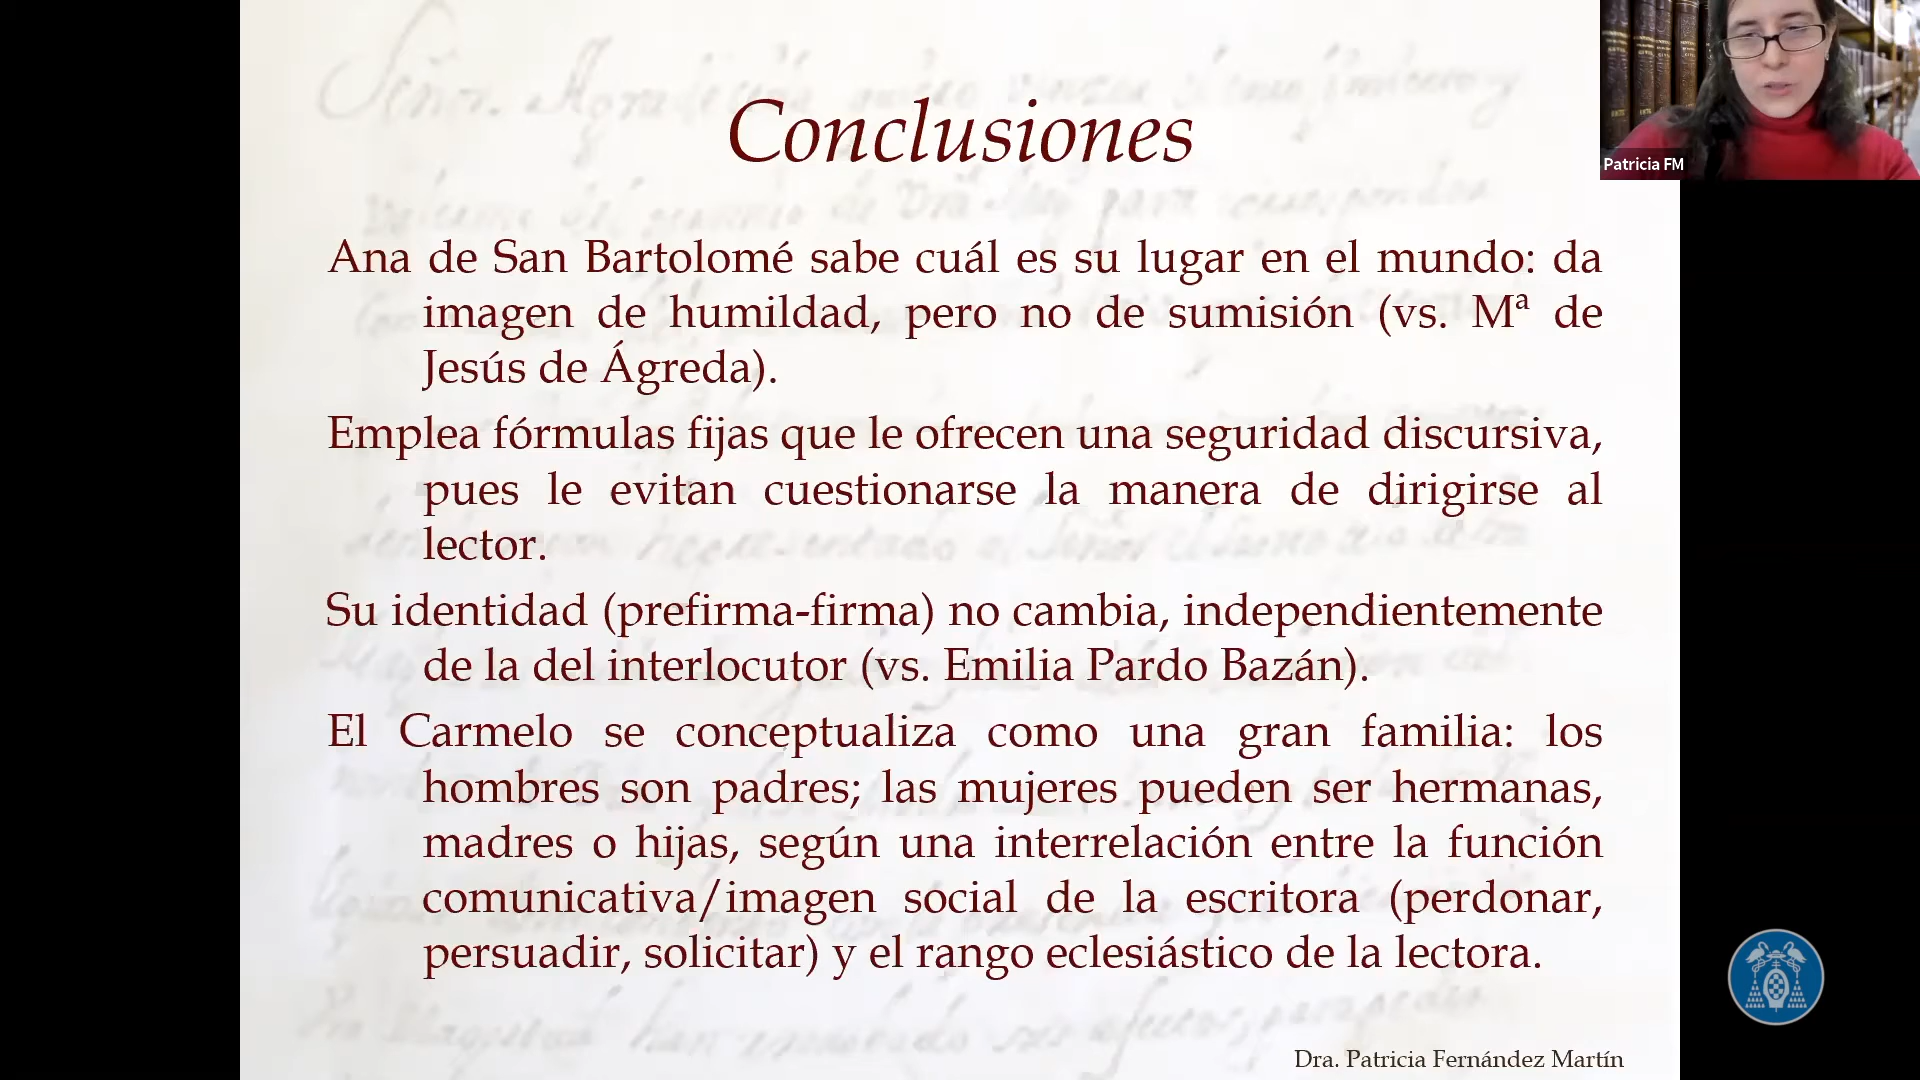 Conclusiones
Patricia FM
Ana de San Bartolomé sabe cuál es su lugar en el mundo: da
imagen de humildad, pero no de sumisión (vs. Mª de
Jesús de Ágreda).
Emplea fórmulas fijas que le ofrecen una seguridad discursiva,
pues le evitan cuestionarse la manera de dirigirse al
lector.
Su identidad (prefirma-firma) no cambia, independientemente
de la del interlocutor (vs. Emilia Pardo Bazán).
El Carmelo se conceptualiza como una gran familia: los
hombres son padres; las mujeres pueden ser hermanas,
madres o hijas, según una interrelación entre la función
comunicativa/imagen social de la escritora (perdonar,
persuadir, solicitar) y el rango eclesiástico de la lectora.
Dra. Patricia Fernández Martín